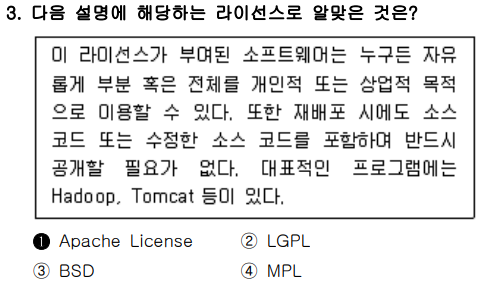 3. 다음 설명에 해당하는 라이선스로 알맞은 것은?
이 라이선스가 부여된 소프트웨어는 누구든 자유
롭게 부분 혹은 전체를 개인적 또는 상업적 목적
으로 이용할 수 있다. 또한 재배포 시에도 소스
코드 또는 수정한 소스 코드를 포함하여 반드시
공개할 필요가 없다. 대표적인 프로그램에는
Hadoop, Tomcat 등이 있다.
❶ Apache License ② LGPL
③ BSD ④ MPL